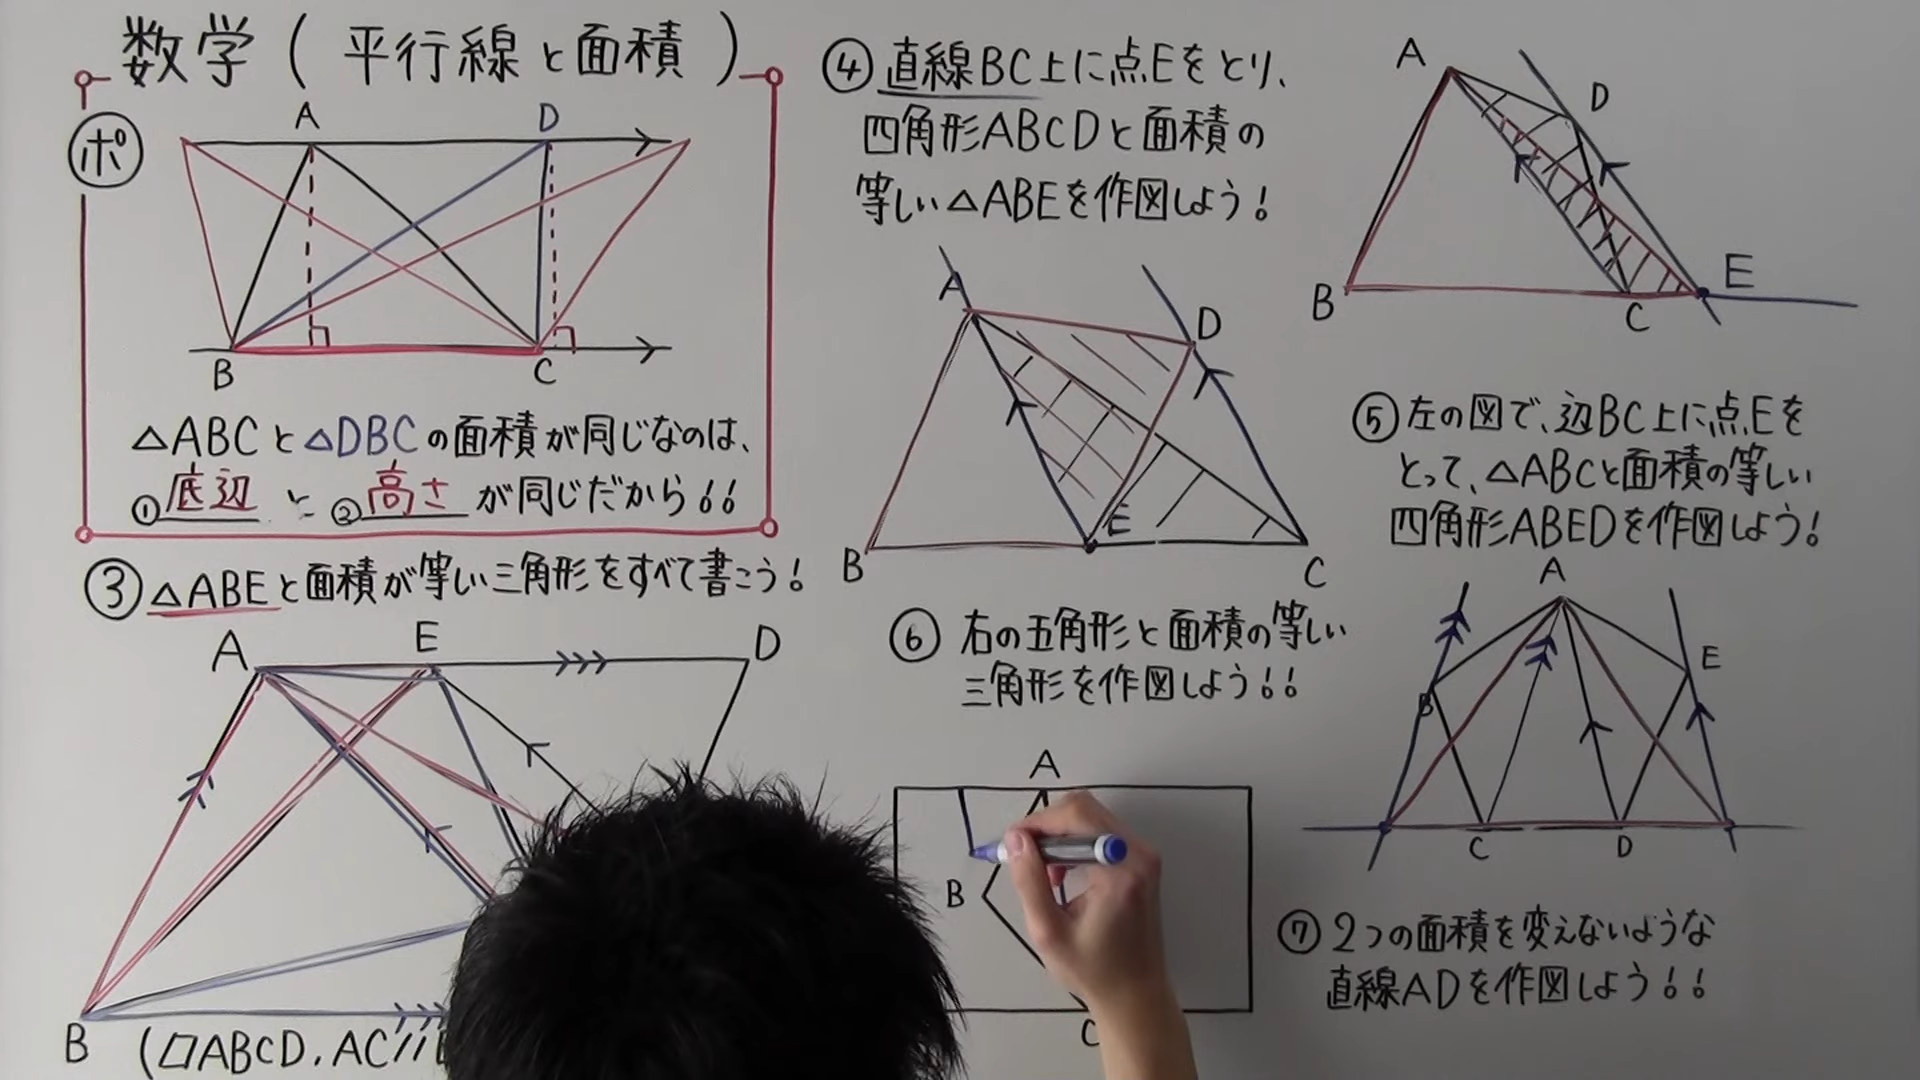 数学(平行線と面積)
ポ
A
D
B
C
△ABCと△DBCの面積が同じなのは、
①底辺 と ②高さ が同じだから!!
③△ABEと面積が等しい三角形をすべて書こう!
A
E
D
B
(▱ABCD, AC//
④直線BC上に点Eをとり、
四角形ABCDと面積の
等しい△ABEを作図しよう!
A
D
B
C
E
A
D
B
E
C
⑤左の図で、辺BC上に点Eを
とって、△ABCと面積の等しい
四角形ABEDを作図しよう!
⑥右の五角形と面積の等しい
三角形を作図しよう!!
A
B
E
C
D
A
B
C
⑦2つの面積を変えないような
直線ADを作図しよう!!